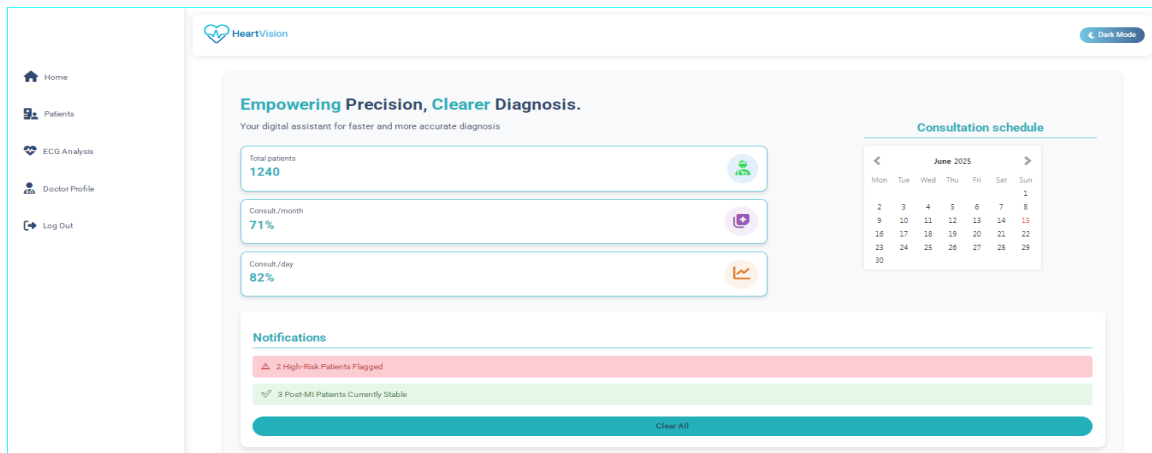 HeartVision
Dark Mode
Home
Patients
ECG Analysis
Doctor Profile
Log Out
Empowering Precision, Clearer Diagnosis.
Your digital assistant for faster and more accurate diagnosis
Total patients
1240
Consult./month
71%
Consult./day
82%
Consultation schedule
June 2025
Mon Tue Wed Thu Fri Sat Sun
1
2 3 4 5 6 7 8
9 10 11 12 13 14 15
16 17 18 19 20 21 22
23 24 25 26 27 28 29
30
Notifications
2 High-Risk Patients Flagged
3 Post-MI Patients Currently Stable
Clear All